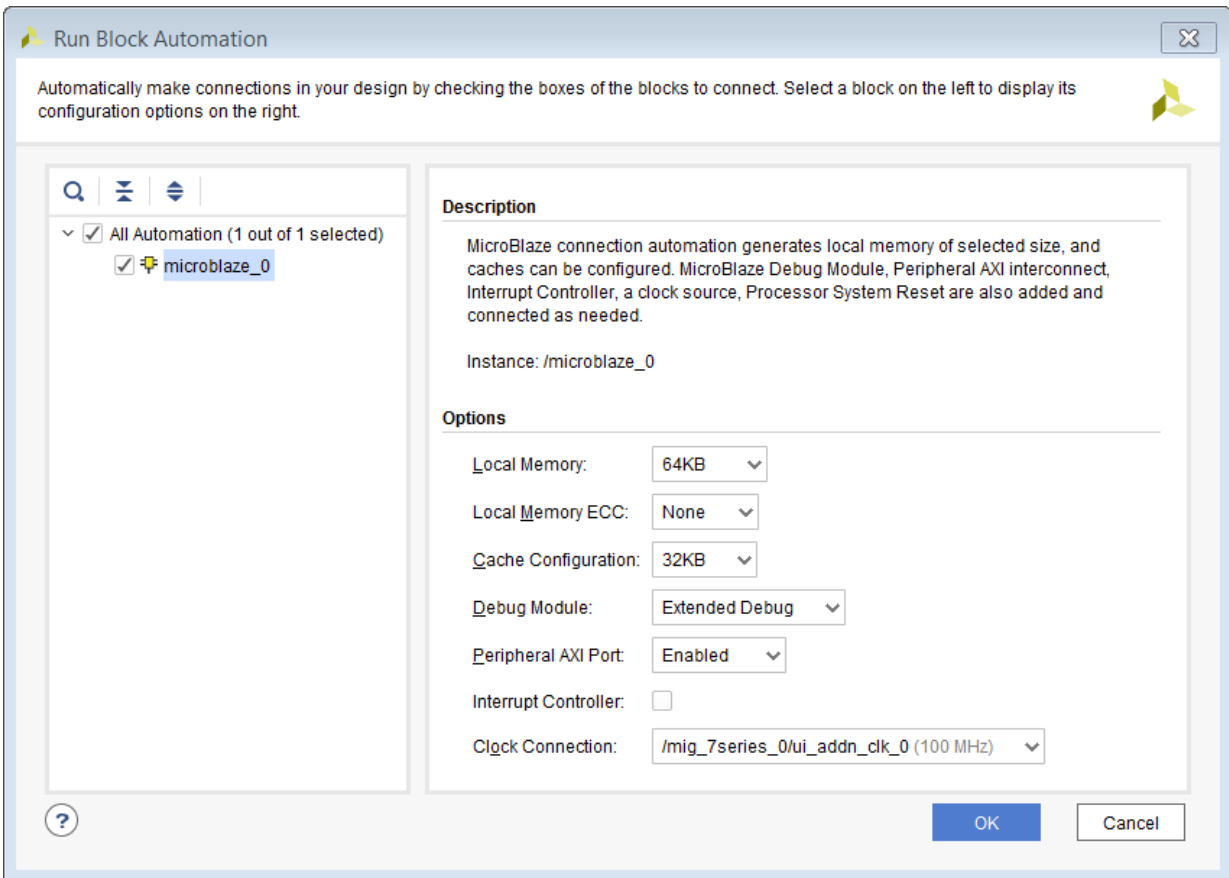 Run Block Automation
Automatically make connections in your design by checking the boxes of the blocks to connect. Select a block on the left to display its
configuration options on the right.
All Automation (1 out of 1 selected)
microblaze_0
Description
MicroBlaze connection automation generates local memory of selected size, and
caches can be configured. MicroBlaze Debug Module, Peripheral AXI interconnect,
Interrupt Controller, a clock source, Processor System Reset are also added and
connected as needed.
Instance: /microblaze_0
Options
Local Memory: 64KB
Local Memory ECC: None
Cache Configuration: 32KB
Debug Module: Extended Debug
Peripheral AXI Port: Enabled
Interrupt Controller:
Clock Connection: /mig_7series_0/ui_addn_clk_0 (100 MHz)
? OK Cancel